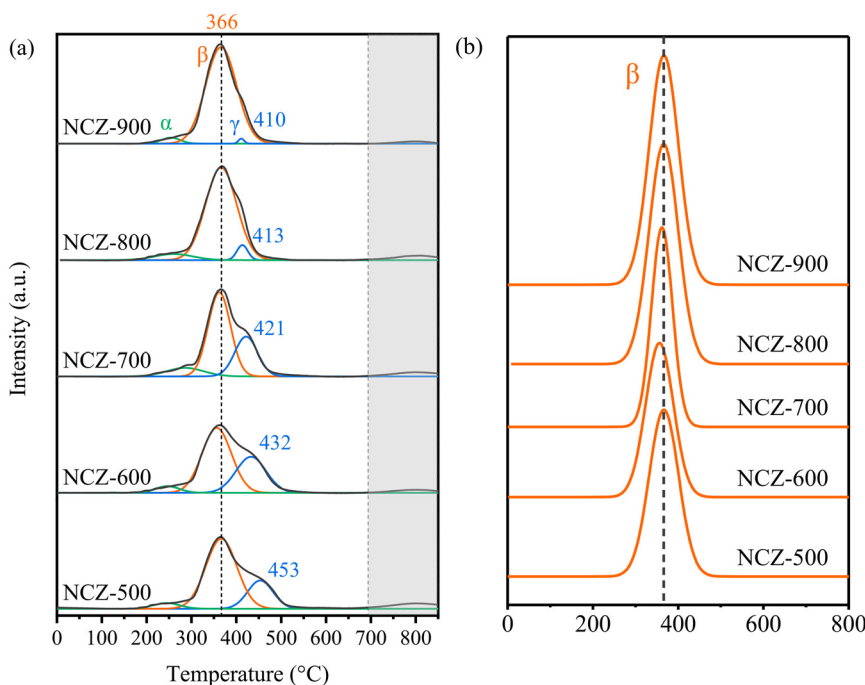 (a)
366
β
NCZ-900
α
γ
410
NCZ-800
413
NCZ-700
421
NCZ-600
432
NCZ-500
453
0 100 200 300 400 500 600 700 800
Temperature (°C)
Intensity (a.u.)
(b)
β
NCZ-900
NCZ-800
NCZ-700
NCZ-600
NCZ-500
0 200 400 600 800